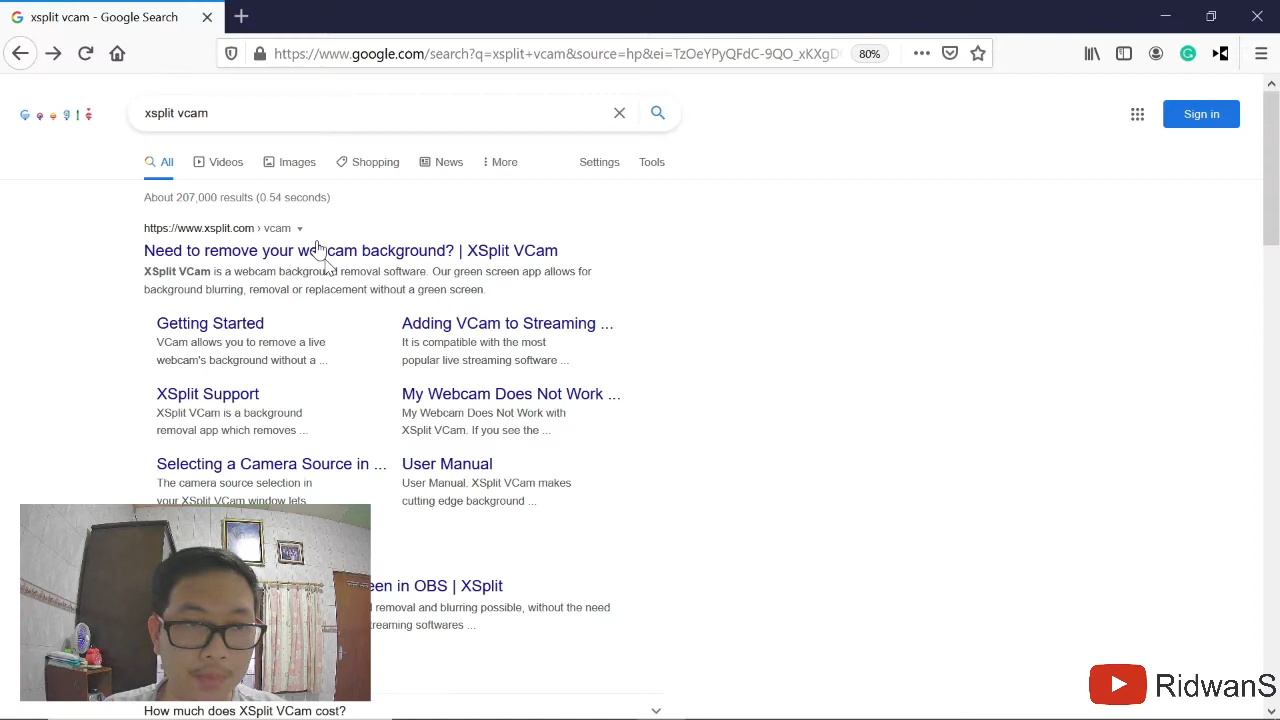 xsplit vcam - Google Search
https://www.google.com/search?q=xsplit+vcam&source=hp&ei=TzOeYPyQFdC-9QO_xKXgD
80%
xsplit vcam
Sign in
All
Videos
Images
Shopping
News
More
Settings
Tools
About 207,000 results (0.54 seconds)
https://www.xsplit.com › vcam
Need to remove your webcam background? | XSplit VCam
XSplit VCam is a webcam background removal software. Our green screen app allows for
background blurring, removal or replacement without a green screen.
Getting Started
VCam allows you to remove a live
webcam's background without a ...
Adding VCam to Streaming ...
It is compatible with the most
popular live streaming software ...
XSplit Support
XSplit VCam is a background
removal app which removes ...
My Webcam Does Not Work ...
My Webcam Does Not Work with
XSplit VCam. If you see the ...
Selecting a Camera Source in ...
The camera source selection in
your XSplit VCam window lets
User Manual
User Manual. XSplit VCam makes
cutting edge background ...
een in OBS | XSplit
removal and blurring possible, without the need
treaming softwares ...
How much does XSplit VCam cost?
RidwanS